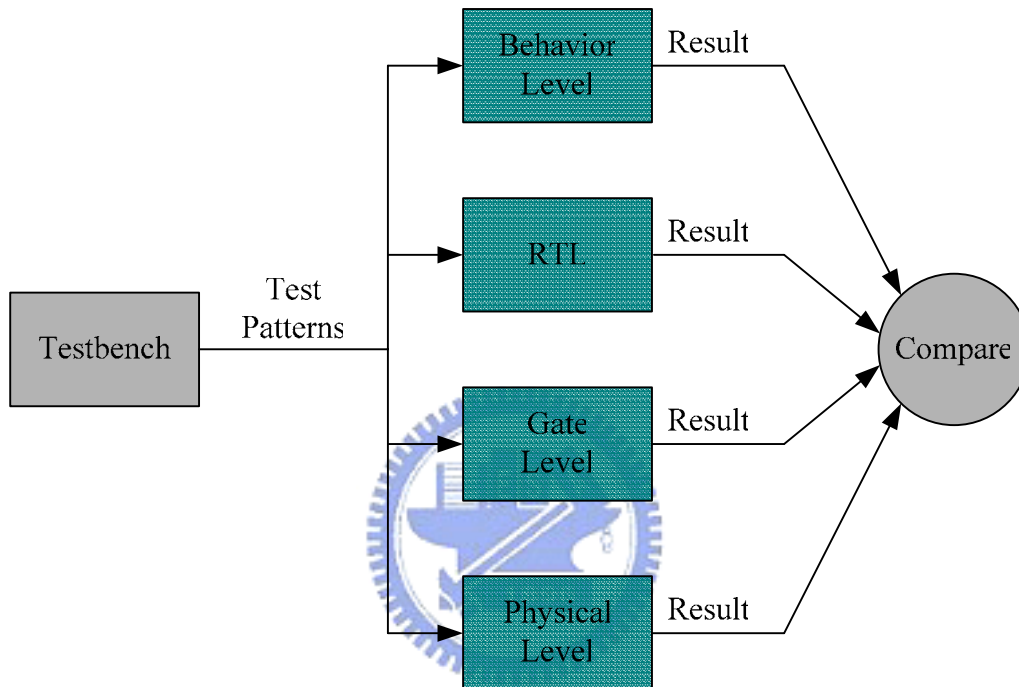 Behavior
Level
Result
RTL
Result
Test
Patterns
Testbench
Compare
Gate
Level
Result
Physical
Level
Result